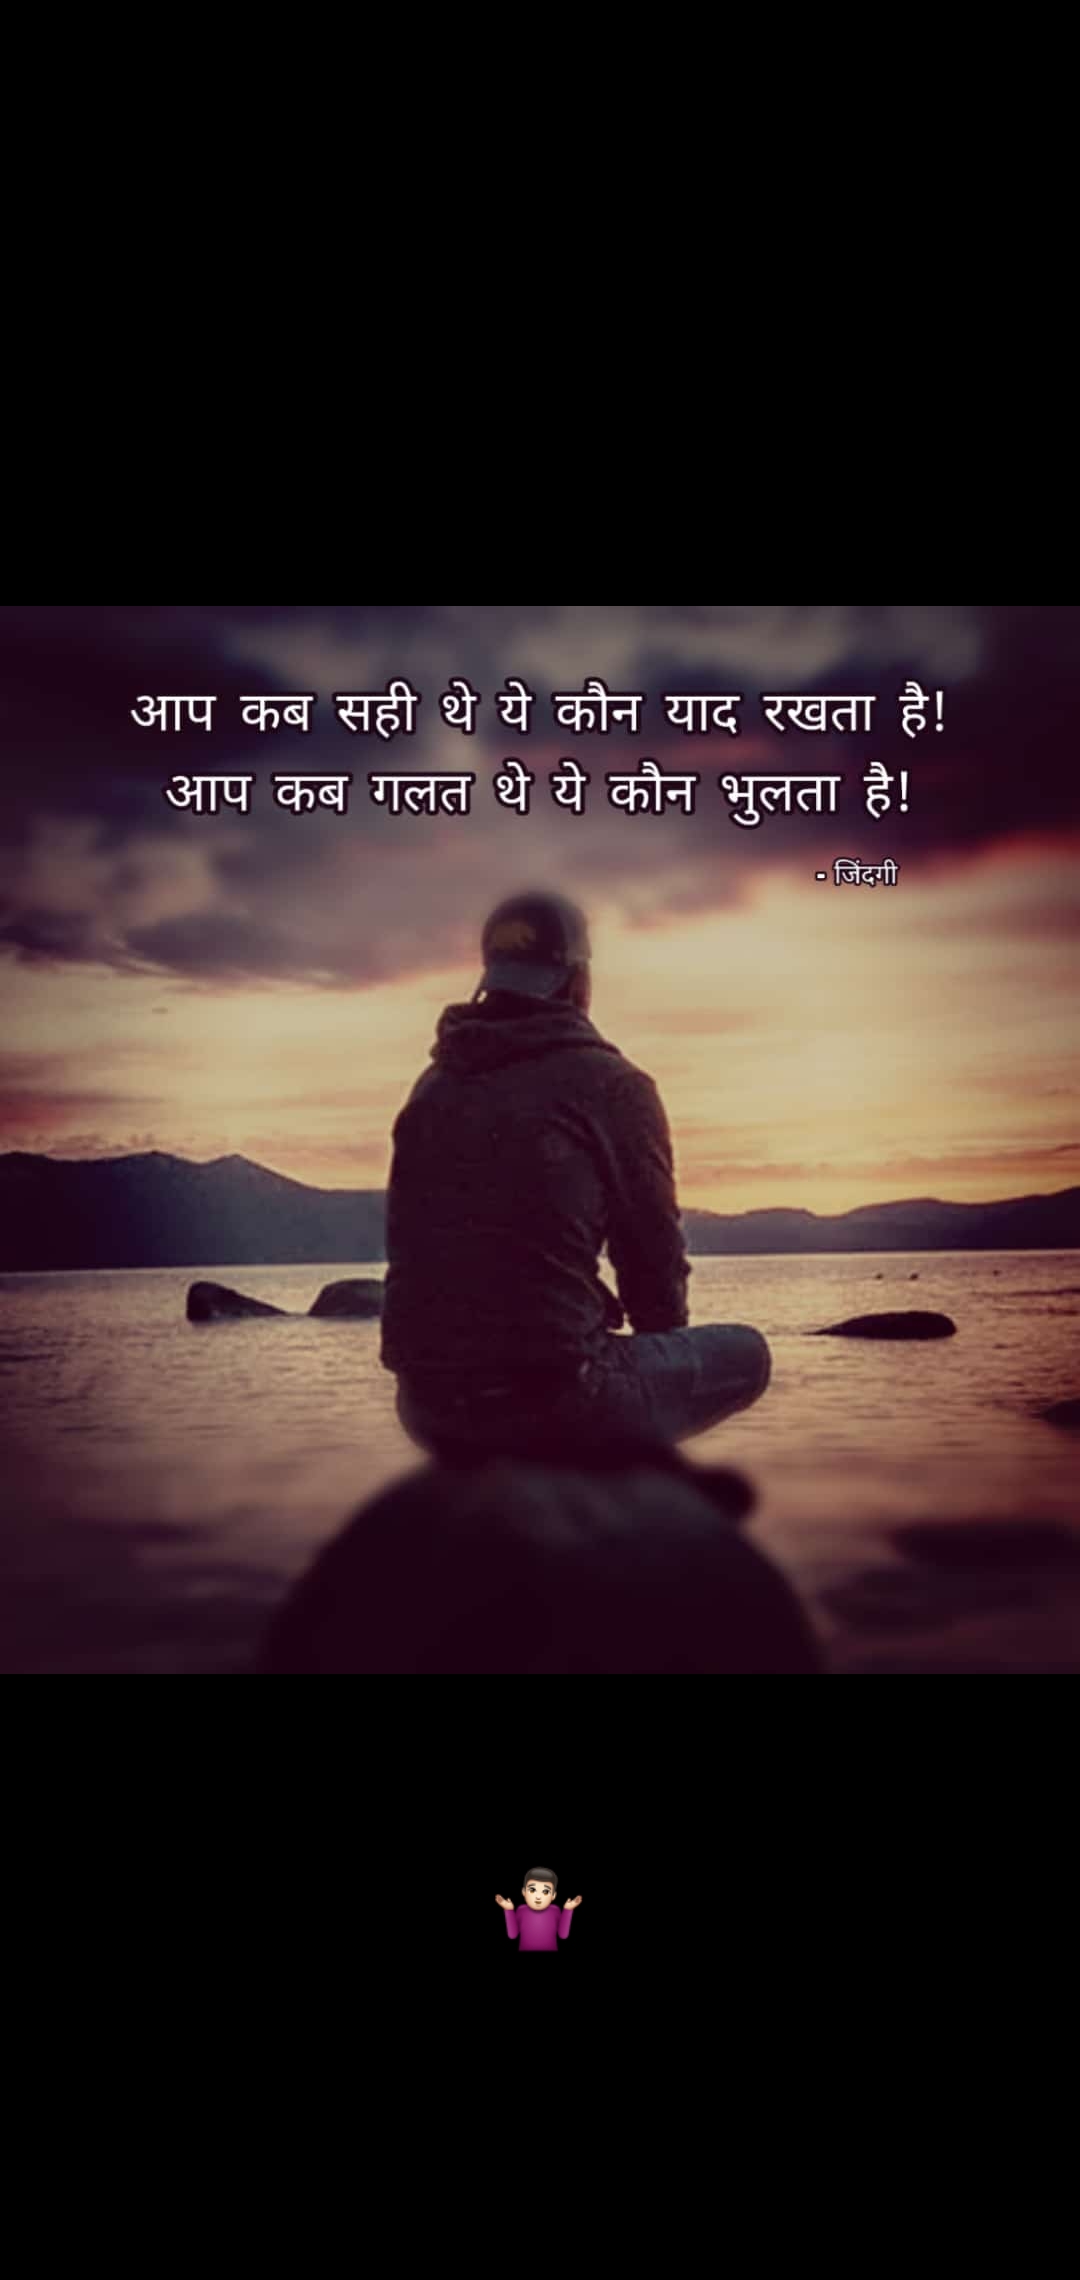 आप कब सही थे ये कौन याद रखता है!
आप कब गलत थे ये कौन भुलता है!
- जिंदगी